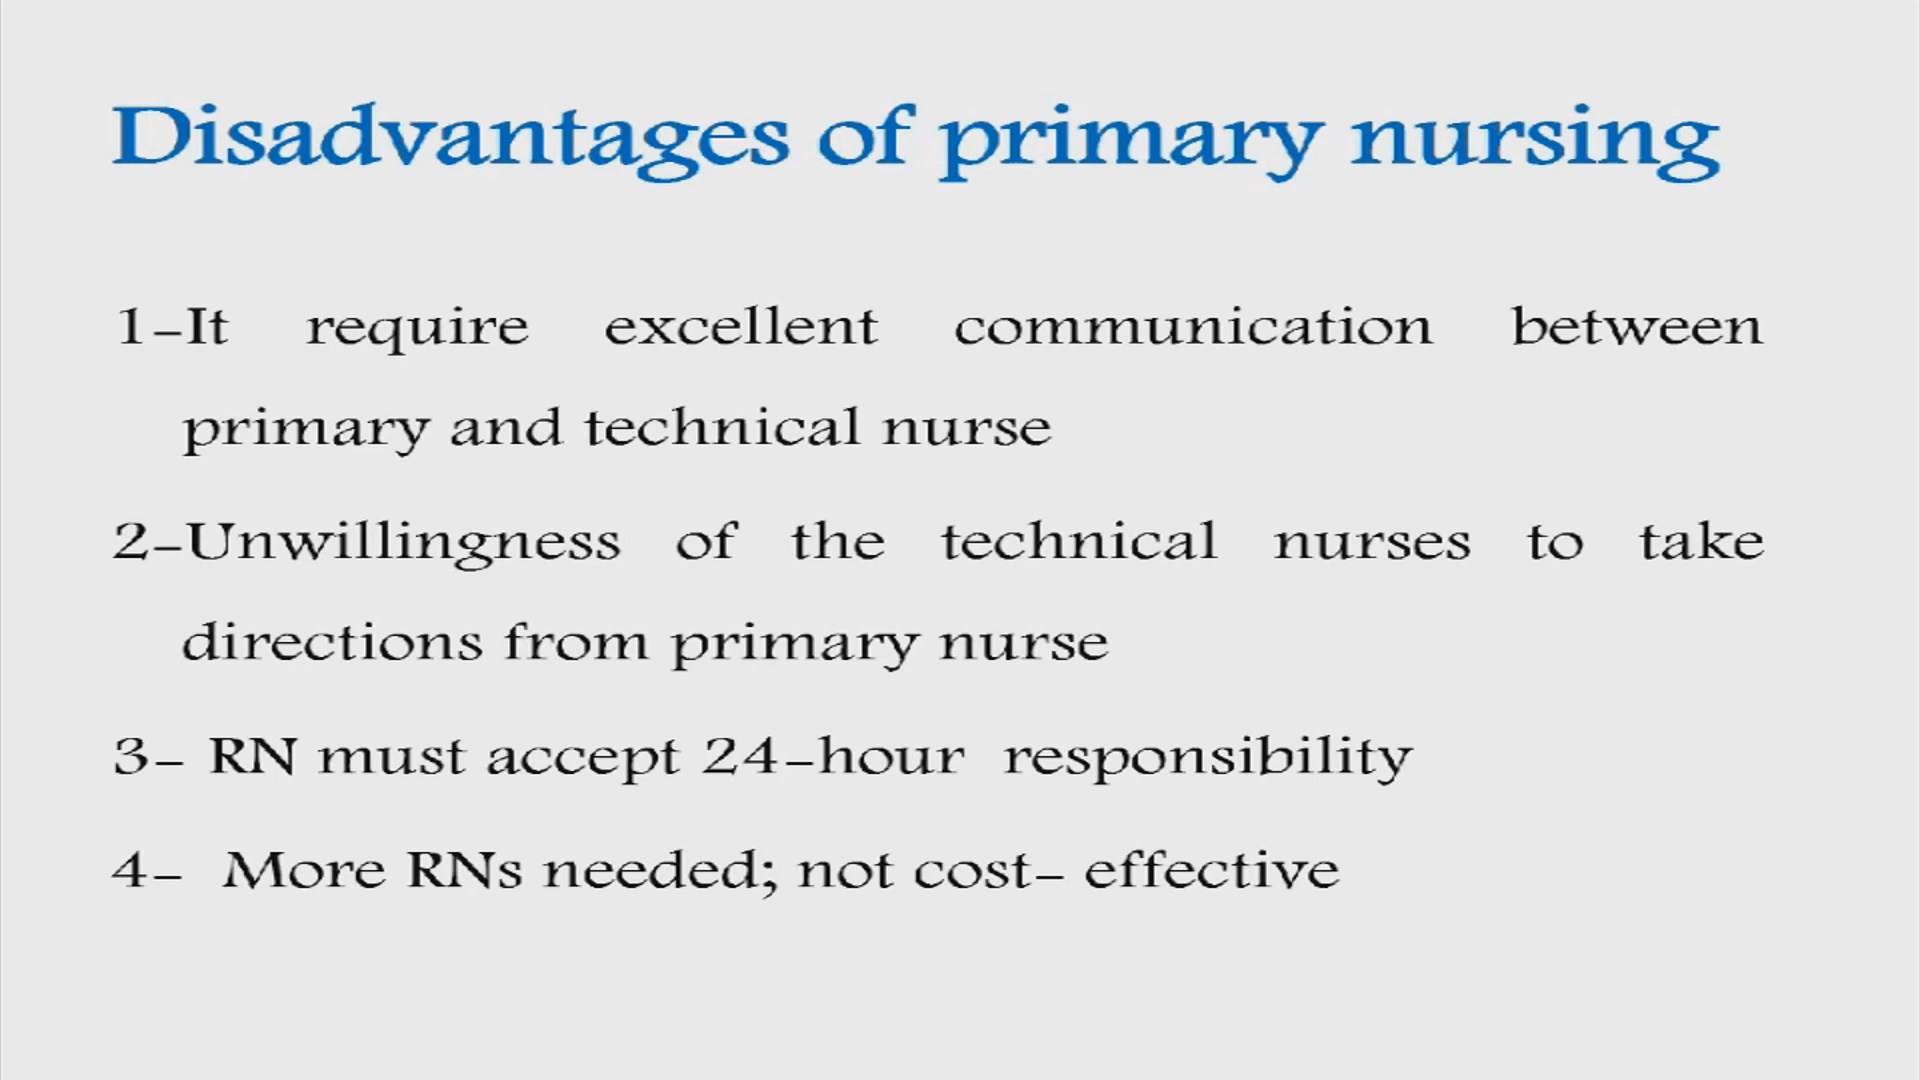 Disadvantages of primary nursing
1-It require excellent communication between
primary and technical nurse
2-Unwillingness of the technical nurses to take
directions from primary nurse
3- RN must accept 24-hour responsibility
4- More RNs needed; not cost- effective